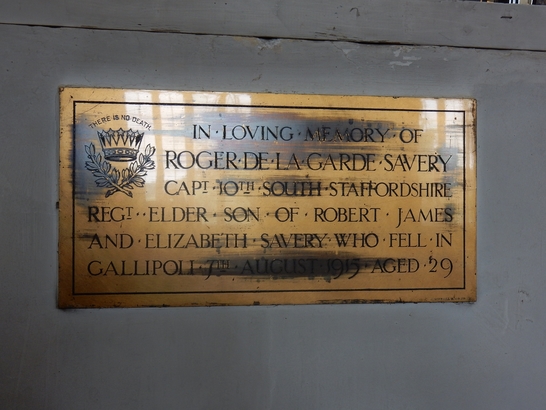 THERE IS NO DEATH
IN · LOVING · MEMORY · OF
ROGER · DE · LA · GARDE · SAVERY
CAPT 10TH SOUTH STAFFORDSHIRE
REGT · ELDER · SON · OF · ROBERT · JAMES
AND · ELIZABETH · SAVERY · WHO · FELL · IN
GALLIPOLI · 7TH · AUGUST · 1915 · AGED · 29